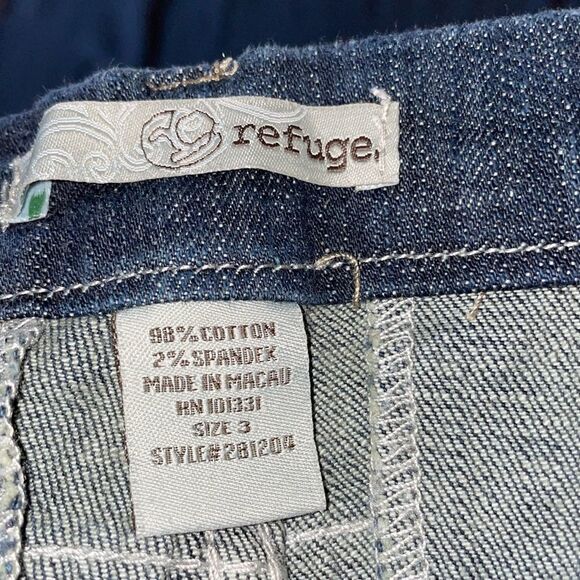 refuge.
98% COTTON
2% SPANDEX
MADE IN MACAU
RN 101331
SIZE 3
STYLE# 281204